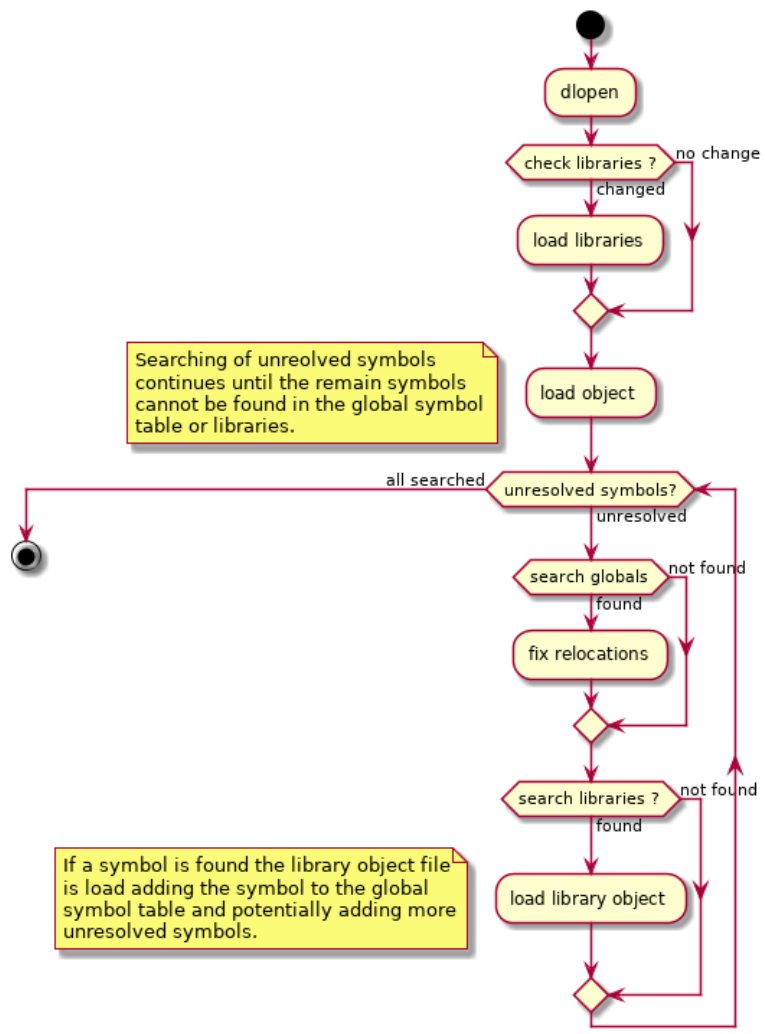 dlopen
check libraries ?
no change
changed
load libraries
Searching of unreolved symbols
continues until the remain symbols
cannot be found in the global symbol
table or libraries.
load object
all searched
unresolved symbols?
unresolved
search globals
not found
found
fix relocations
search libraries ?
not found
found
If a symbol is found the library object file
is load adding the symbol to the global
symbol table and potentially adding more
unresolved symbols.
load library object